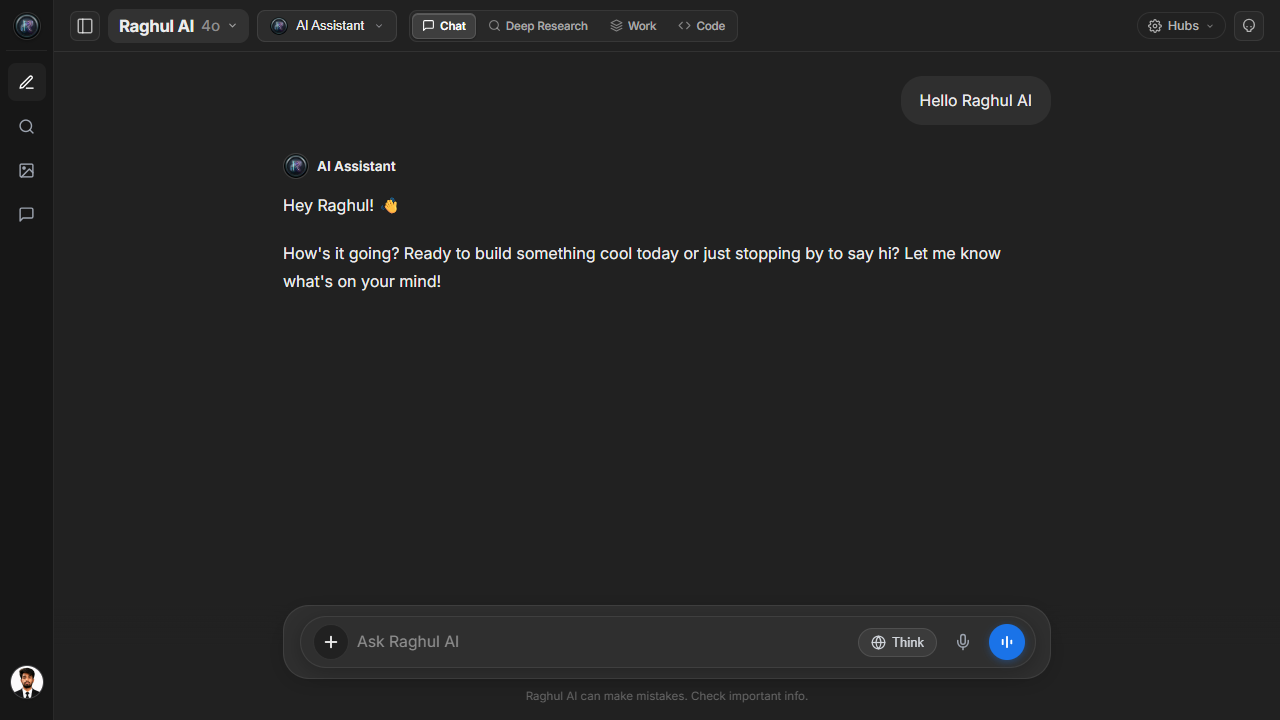 Raghul AI 4o
AI Assistant
Chat
Deep Research
Work
Code
Hubs
Hello Raghul AI
AI Assistant
Hey Raghul! 👋
How's it going? Ready to build something cool today or just stopping by to say hi? Let me know
what's on your mind!
Ask Raghul AI
Think
Raghul AI can make mistakes. Check important info.